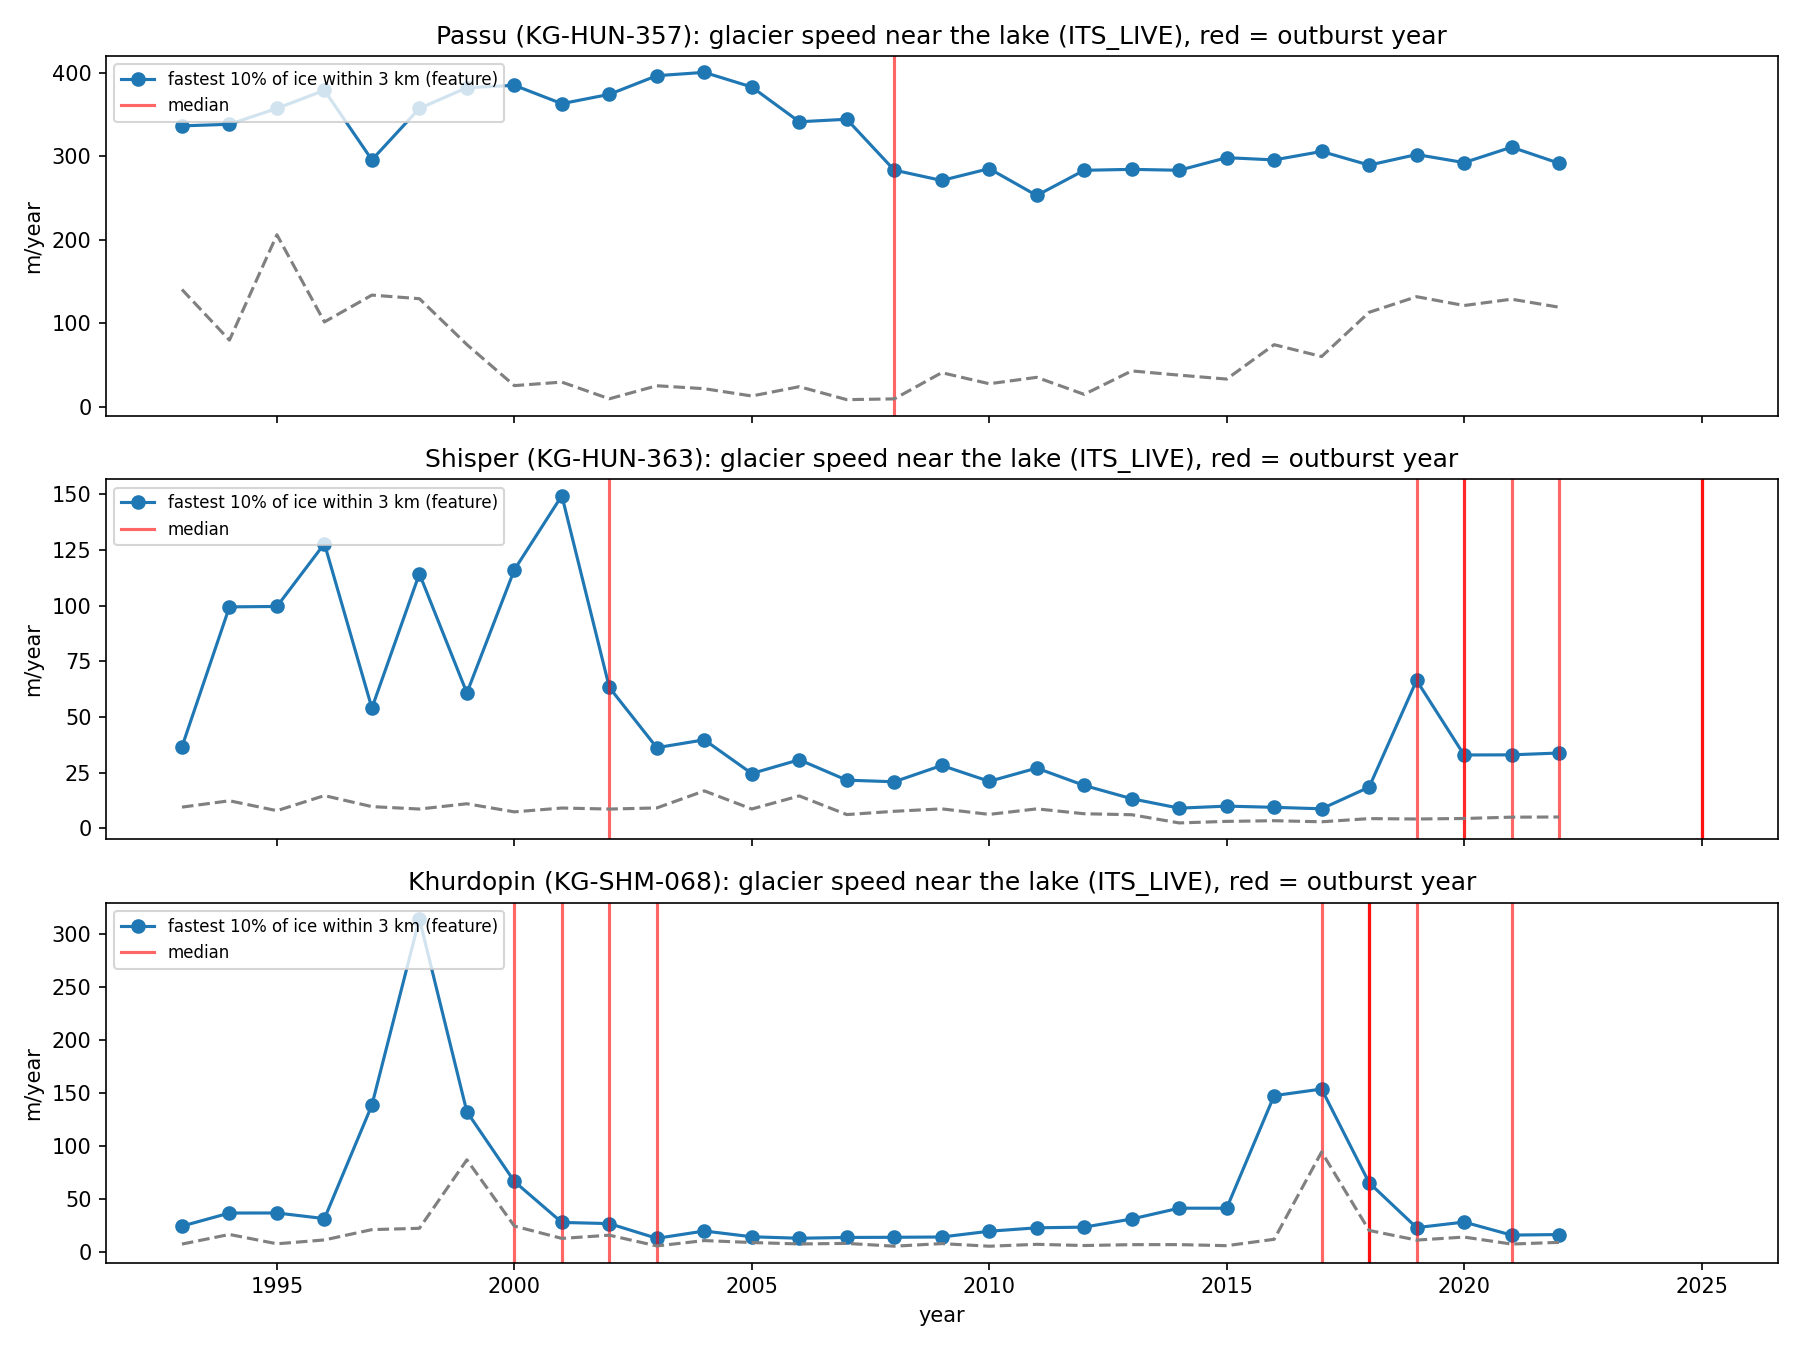 Passu (KG-HUN-357): glacier speed near the lake (ITS_LIVE), red = outburst year
fastest 10% of ice within 3 km (feature)
median
m/year
400
300
200
100
0
Shisper (KG-HUN-363): glacier speed near the lake (ITS_LIVE), red = outburst year
fastest 10% of ice within 3 km (feature)
median
m/year
150
125
100
75
50
25
0
Khurdopin (KG-SHM-068): glacier speed near the lake (ITS_LIVE), red = outburst year
fastest 10% of ice within 3 km (feature)
median
m/year
300
250
200
150
100
50
0
1995 2000 2005 2010 2015 2020 2025
year